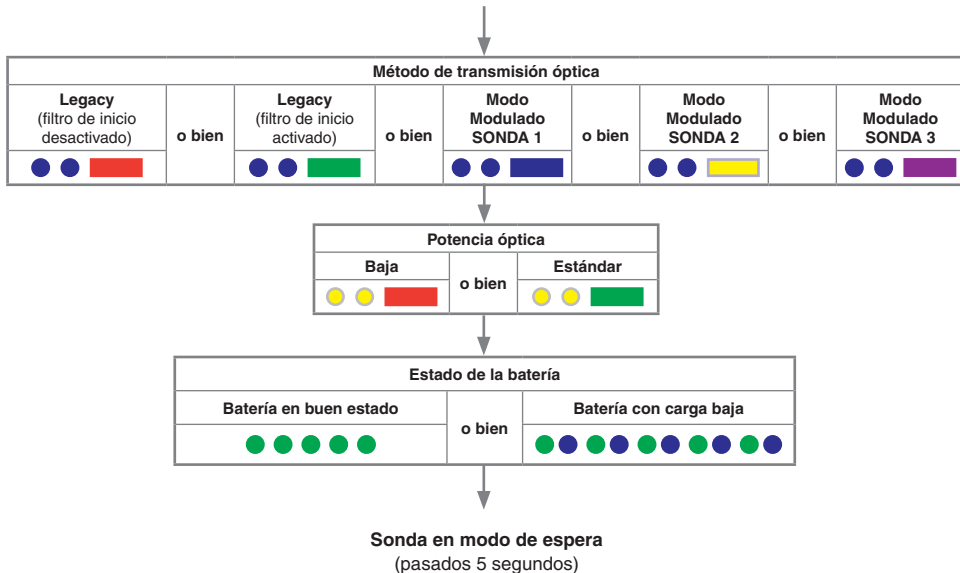 Método de transmisión óptica
Legacy
(filtro de inicio
desactivado)
o bien
Legacy
(filtro de inicio
activado)
o bien
Modo
Modulado
SONDA 1
o bien
Modo
Modulado
SONDA 2
o bien
Modo
Modulado
SONDA 3
Potencia óptica
Baja
o bien
Estándar
Estado de la batería
Batería en buen estado
o bien
Batería con carga baja
Sonda en modo de espera
(pasados 5 segundos)